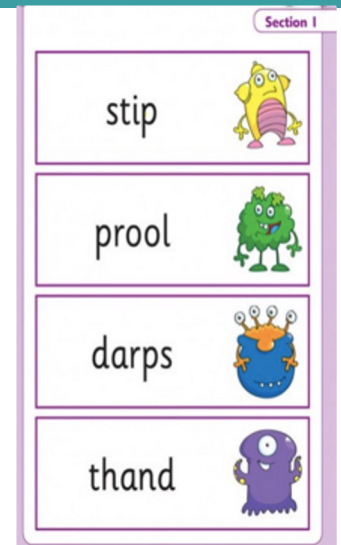 Section 1
stip
prool
darps
thand